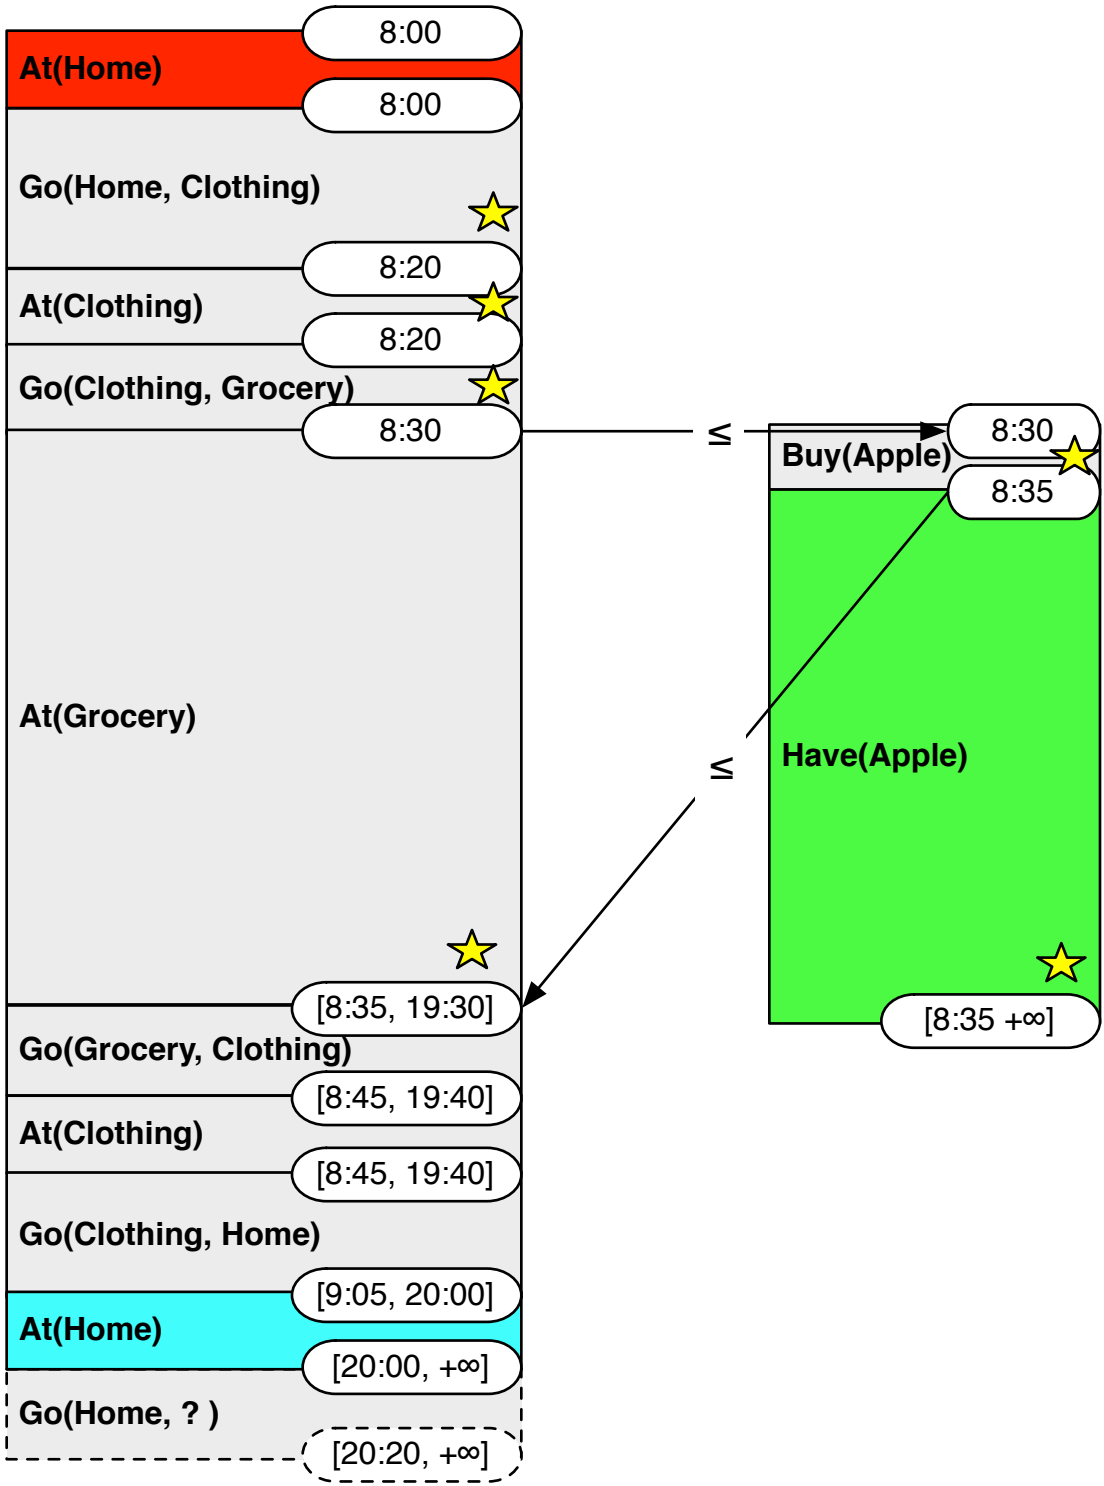 8:00
At(Home)
8:00
Go(Home, Clothing)
8:20
At(Clothing)
8:20
Go(Clothing, Grocery)
8:30
≤
8:30
Buy(Apple)
8:35
At(Grocery)
Have(Apple)
≤
[8:35, 19:30]
[8:35 +∞]
Go(Grocery, Clothing)
[8:45, 19:40]
At(Clothing)
[8:45, 19:40]
Go(Clothing, Home)
[9:05, 20:00]
At(Home)
[20:00, +∞]
Go(Home, ? )
[20:20, +∞]